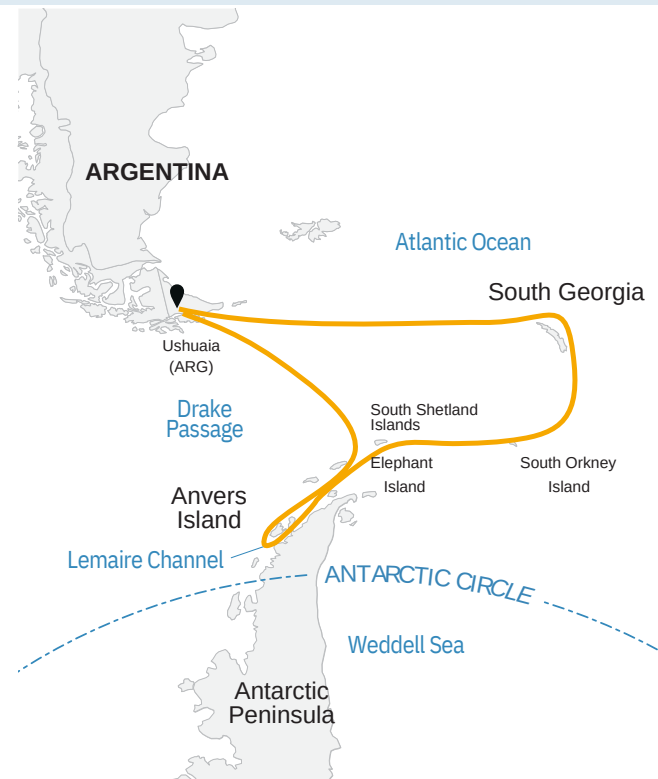 ARGENTINA
Atlantic Ocean
South Georgia
Ushuaia
(ARG)
Drake
Passage
South Shetland
Islands
Elephant
Island
South Orkney
Island
Anvers
Island
Lemaire Channel
ANTARCTIC CIRCLE
Weddell Sea
Antarctic
Peninsula